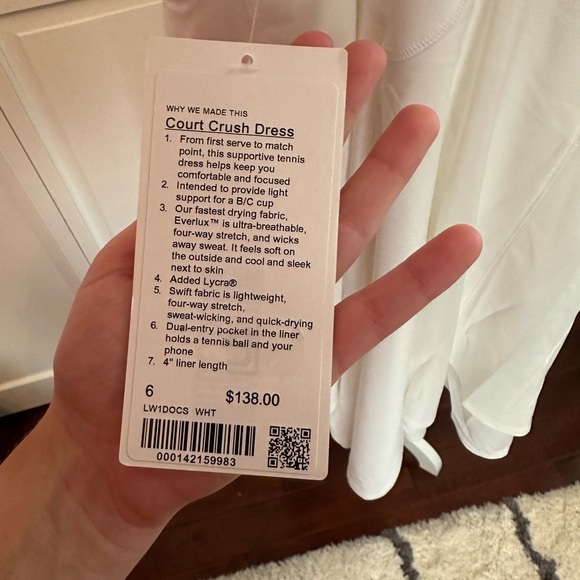 WHY WE MADE THIS
Court Crush Dress
1. From first serve to match
point, this supportive tennis
dress helps keep you
comfortable and focused
2. Intended to provide light
support for a B/C cup
3. Our fastest drying fabric,
Everlux™ is ultra-breathable,
four-way stretch, and wicks
away sweat. It feels soft on
the outside and cool and sleek
next to skin
4. Added Lycra®
5. Swift fabric is lightweight,
four-way stretch,
sweat-wicking, and quick-drying
6. Dual-entry pocket in the liner
holds a tennis ball and your
phone
7. 4" liner length
6 $138.00
LW1DOCS WHT
000142159983